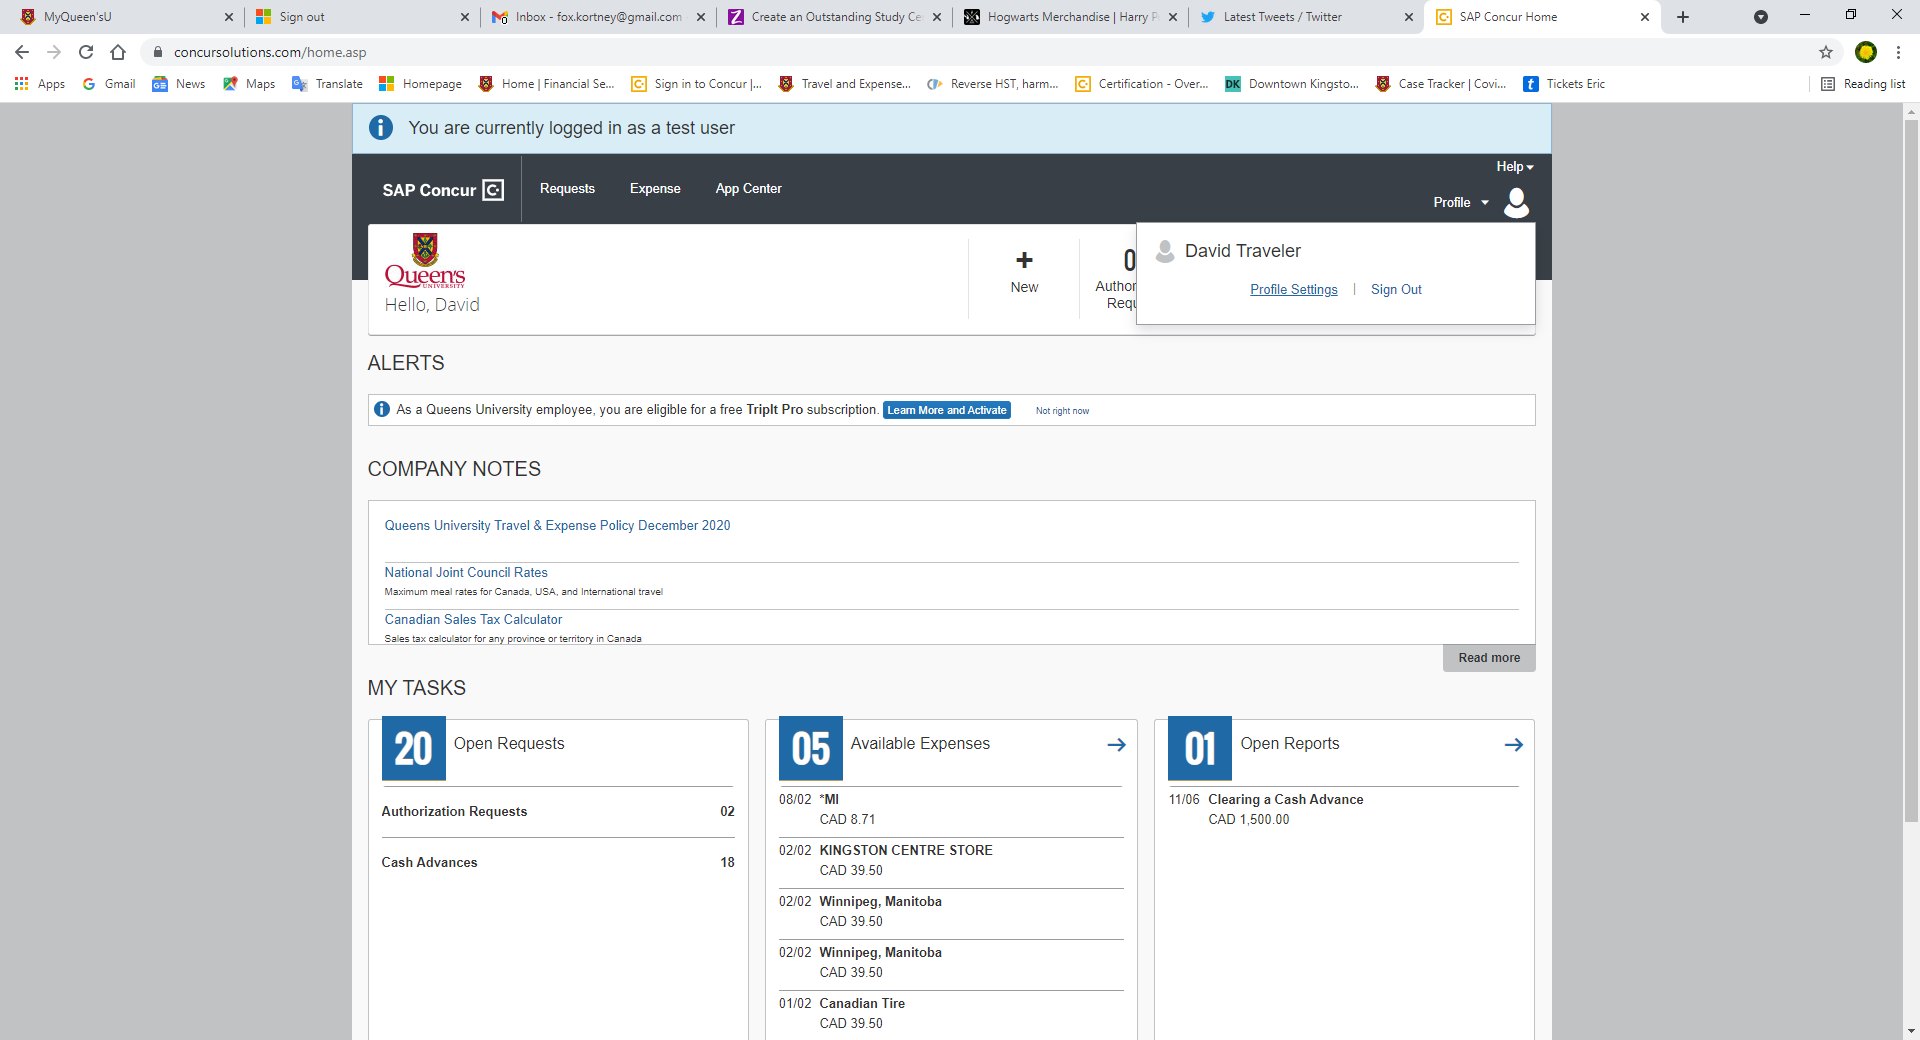 MyQueen'sU
Sign out
Inbox - fox.kortney@gmail.com
Create an Outstanding Study Ce
Hogwarts Merchandise | Harry P
Latest Tweets / Twitter
SAP Concur Home
concursolutions.com/home.asp
Apps
Gmail
News
Maps
Translate
Homepage
Home | Financial Se...
Sign in to Concur |...
Travel and Expense...
Reverse HST, harm...
Certification - Over...
DK
Downtown Kingsto...
Case Tracker | Covi...
Tickets Eric
Reading list
You are currently logged in as a test user
Help
SAP Concur
Requests
Expense
App Center
Profile
Queen's
UNIVERSITY
Hello, David
+
New
0
Author
Requ
David Traveler
Profile Settings | Sign Out
ALERTS
As a Queens University employee, you are eligible for a free TripIt Pro subscription. Learn More and Activate Not right now
COMPANY NOTES
Queens University Travel & Expense Policy December 2020
National Joint Council Rates
Maximum meal rates for Canada, USA, and International travel
Canadian Sales Tax Calculator
Sales tax calculator for any province or territory in Canada
Read more
MY TASKS
20 Open Requests
Authorization Requests 02
Cash Advances 18
05 Available Expenses
08/02 *MI
CAD 8.71
02/02 KINGSTON CENTRE STORE
CAD 39.50
02/02 Winnipeg, Manitoba
CAD 39.50
02/02 Winnipeg, Manitoba
CAD 39.50
01/02 Canadian Tire
CAD 39.50
01 Open Reports
11/06 Clearing a Cash Advance
CAD 1,500.00